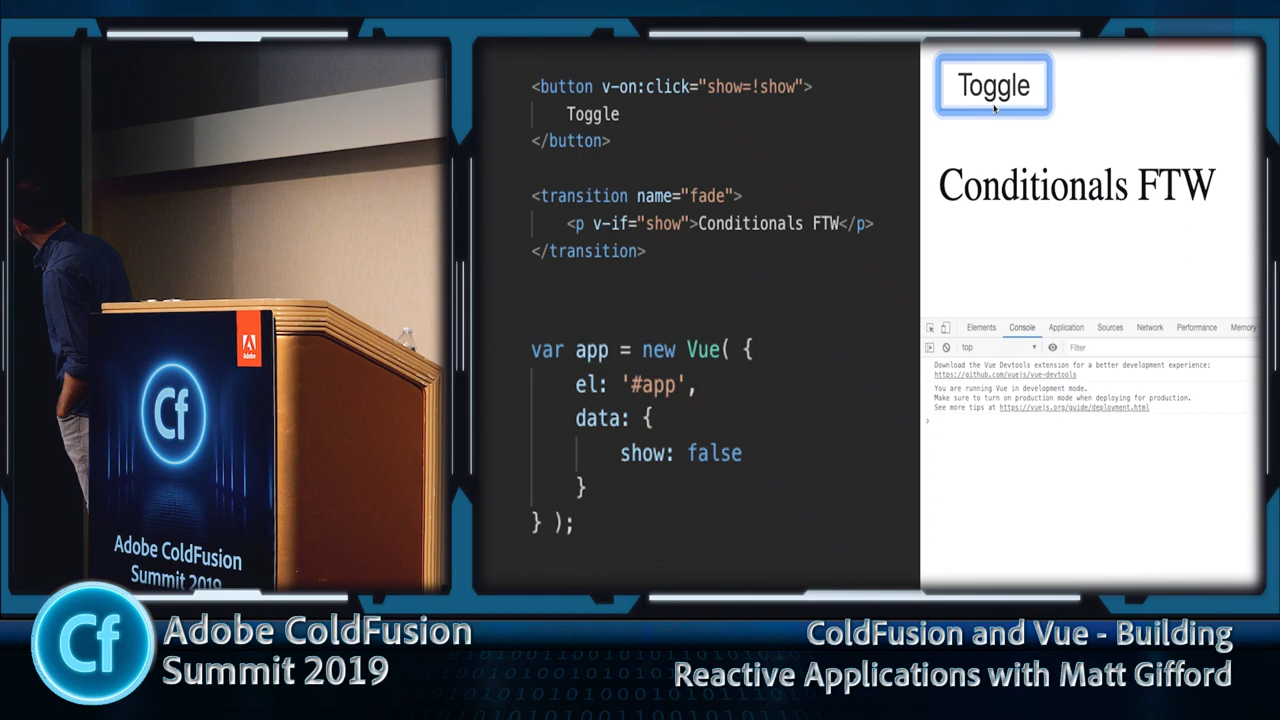 <button v-on:click="show=!show">
Toggle
</button>
<transition name="fade">
<p v-if="show">Conditionals FTW</p>
</transition>
var app = new Vue( {
el: '#app',
data: {
show: false
}
} );
Toggle
Conditionals FTW
Elements Console Application Sources Network Performance Memory
top Filter
Download the Vue Devtools extension for a better development experience:
https://github.com/vuejs/vue-devtools
You are running Vue in development mode.
Make sure to turn on production mode when deploying for production.
See more tips at https://vuejs.org/guide/deployment.html
Adobe
Cf
Adobe ColdFusion
Summit 2019
Cf
Adobe ColdFusion
Summit 2019
ColdFusion and Vue - Building
Reactive Applications with Matt Gifford